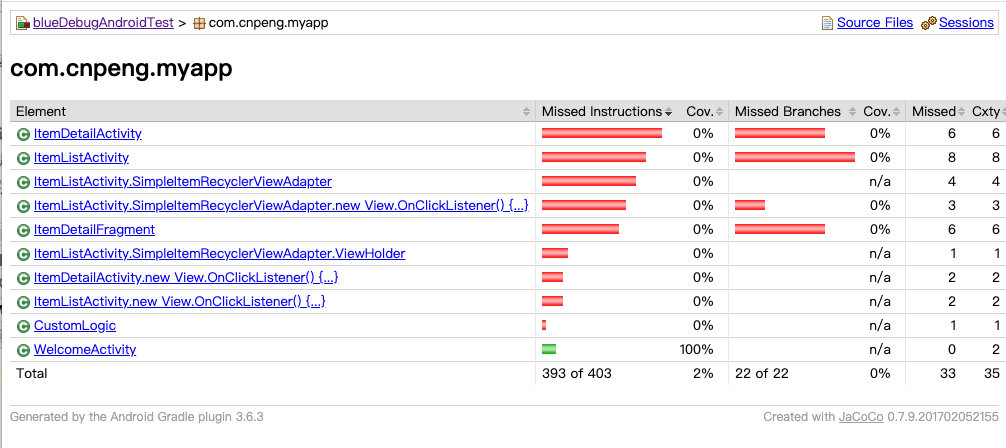 blueDebugAndroidTest > com.cnpeng.myapp Source Files Sessions
com.cnpeng.myapp
Element Missed Instructions Cov. Missed Branches Cov. Missed Cxty
ItemDetailActivity 0% 0% 6 6
ItemListActivity 0% 0% 8 8
ItemListActivity.SimpleItemRecyclerViewAdapter 0% n/a 4 4
ItemListActivity.SimpleItemRecyclerViewAdapter.new View.OnClickListener() {...} 0% 0% 3 3
ItemDetailFragment 0% 0% 6 6
ItemListActivity.SimpleItemRecyclerViewAdapter.ViewHolder 0% n/a 1 1
ItemDetailActivity.new View.OnClickListener() {...} 0% n/a 2 2
ItemListActivity.new View.OnClickListener() {...} 0% n/a 2 2
CustomLogic 0% n/a 1 1
WelcomeActivity 100% n/a 0 2
Total 393 of 403 2% 22 of 22 0% 33 35
Generated by the Android Gradle plugin 3.6.3 Created with JaCoCo 0.7.9.201702052155